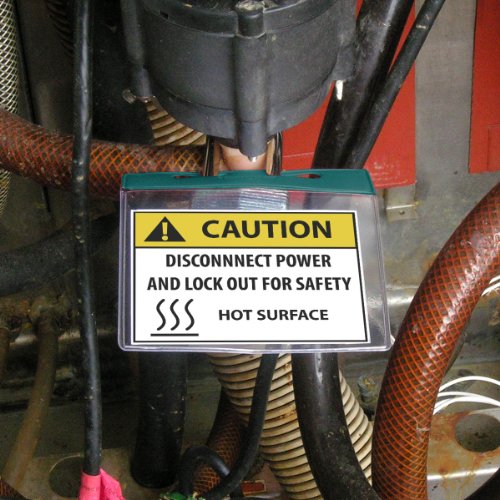 CAUTION
DISCONNNECT POWER
AND LOCK OUT FOR SAFETY
HOT SURFACE